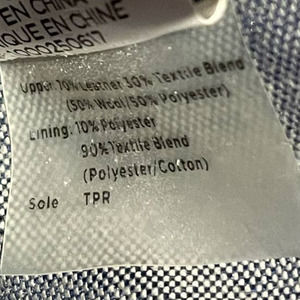 EN CHINA
QUE EN CHINE
000250617
Upper 70% Leather 30% Textile Blend
(50% Wool/50% Polyester)
Lining: 10% Polyester
90% Textile Blend
(Polyester/Cotton)
Sole TPR